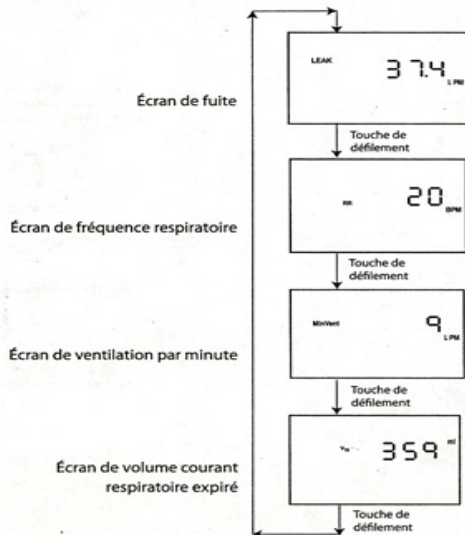 Écran de fuite
LEAK 37.4 LPM
Touche de
défilement
Écran de fréquence respiratoire
RR 20 BPM
Touche de
défilement
Écran de ventilation par minute
MinVent 9 LPM
Touche de
défilement
Écran de volume courant
respiratoire expiré
359 ml
Touche de
défilement